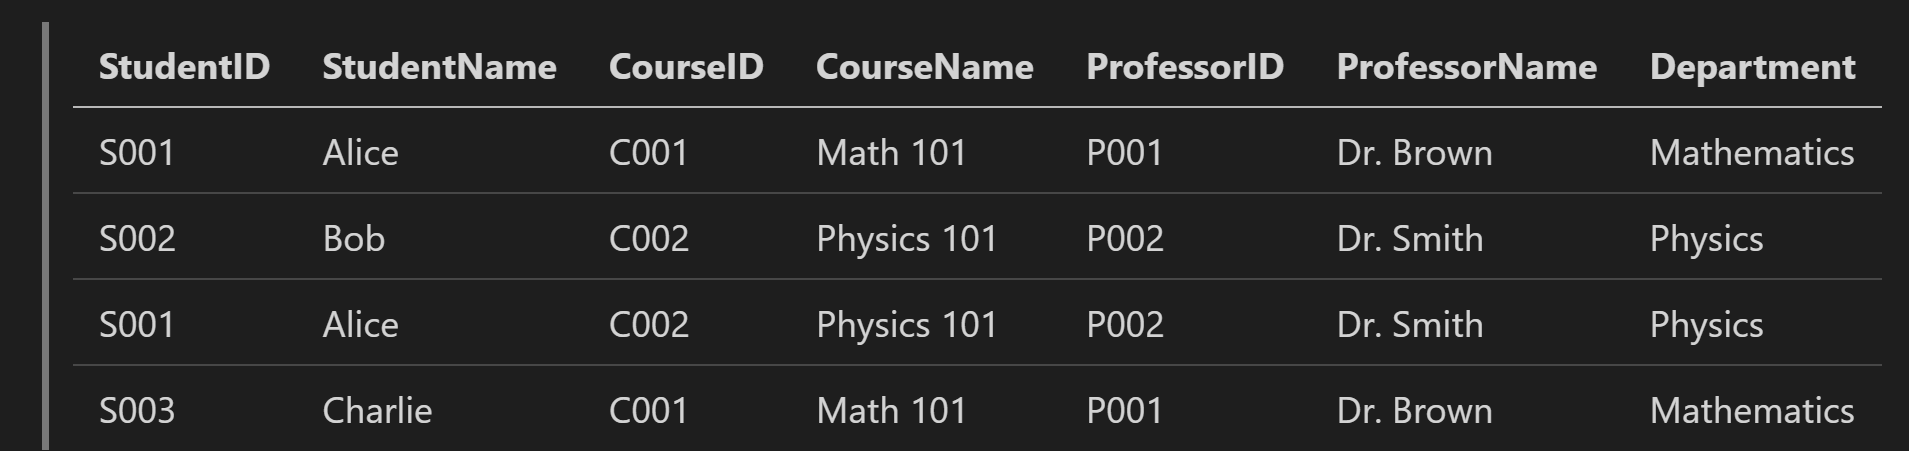 StudentID StudentName CourseID CourseName ProfessorID ProfessorName Department
S001 Alice C001 Math 101 P001 Dr. Brown Mathematics
S002 Bob C002 Physics 101 P002 Dr. Smith Physics
S001 Alice C002 Physics 101 P002 Dr. Smith Physics
S003 Charlie C001 Math 101 P001 Dr. Brown Mathematics